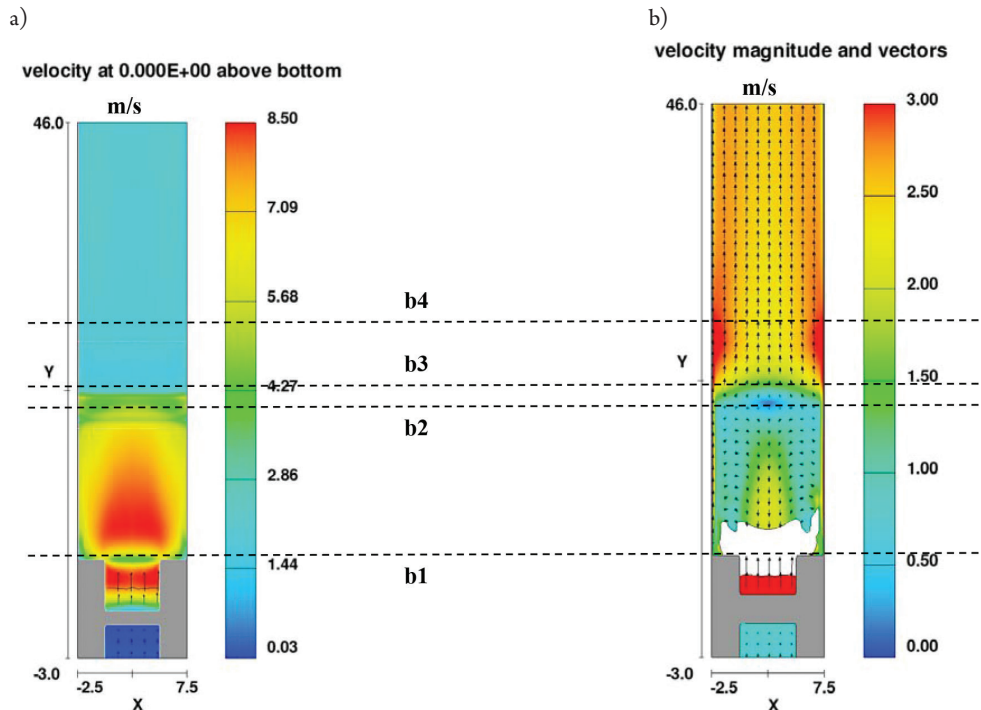 a)
velocity at 0.000E+00 above bottom
m/s
46.0
Y
-3.0
-2.5
7.5
X
8.50
7.09
5.68
4.27
2.86
1.44
0.03
b4
b3
b2
b1
b)
velocity magnitude and vectors
m/s
46.0
Y
-3.0
-2.5
7.5
X
3.00
2.50
2.00
1.50
1.00
0.50
0.00